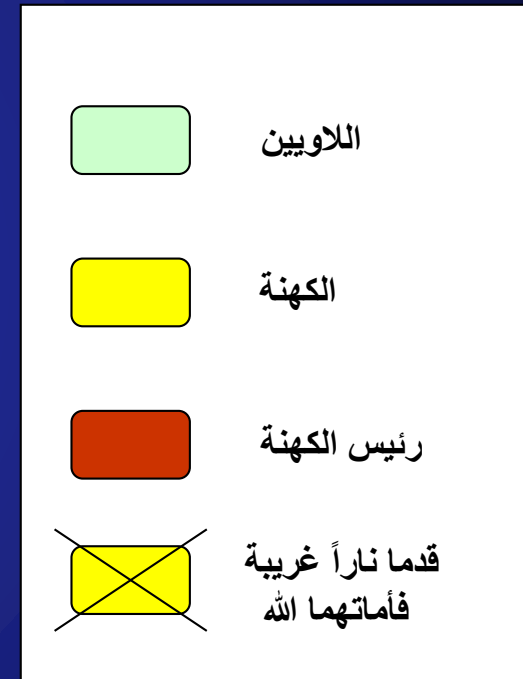 اللاويين
الكهنة
رئيس الكهنة
قدما ناراً غريبة
فأماتهما الله